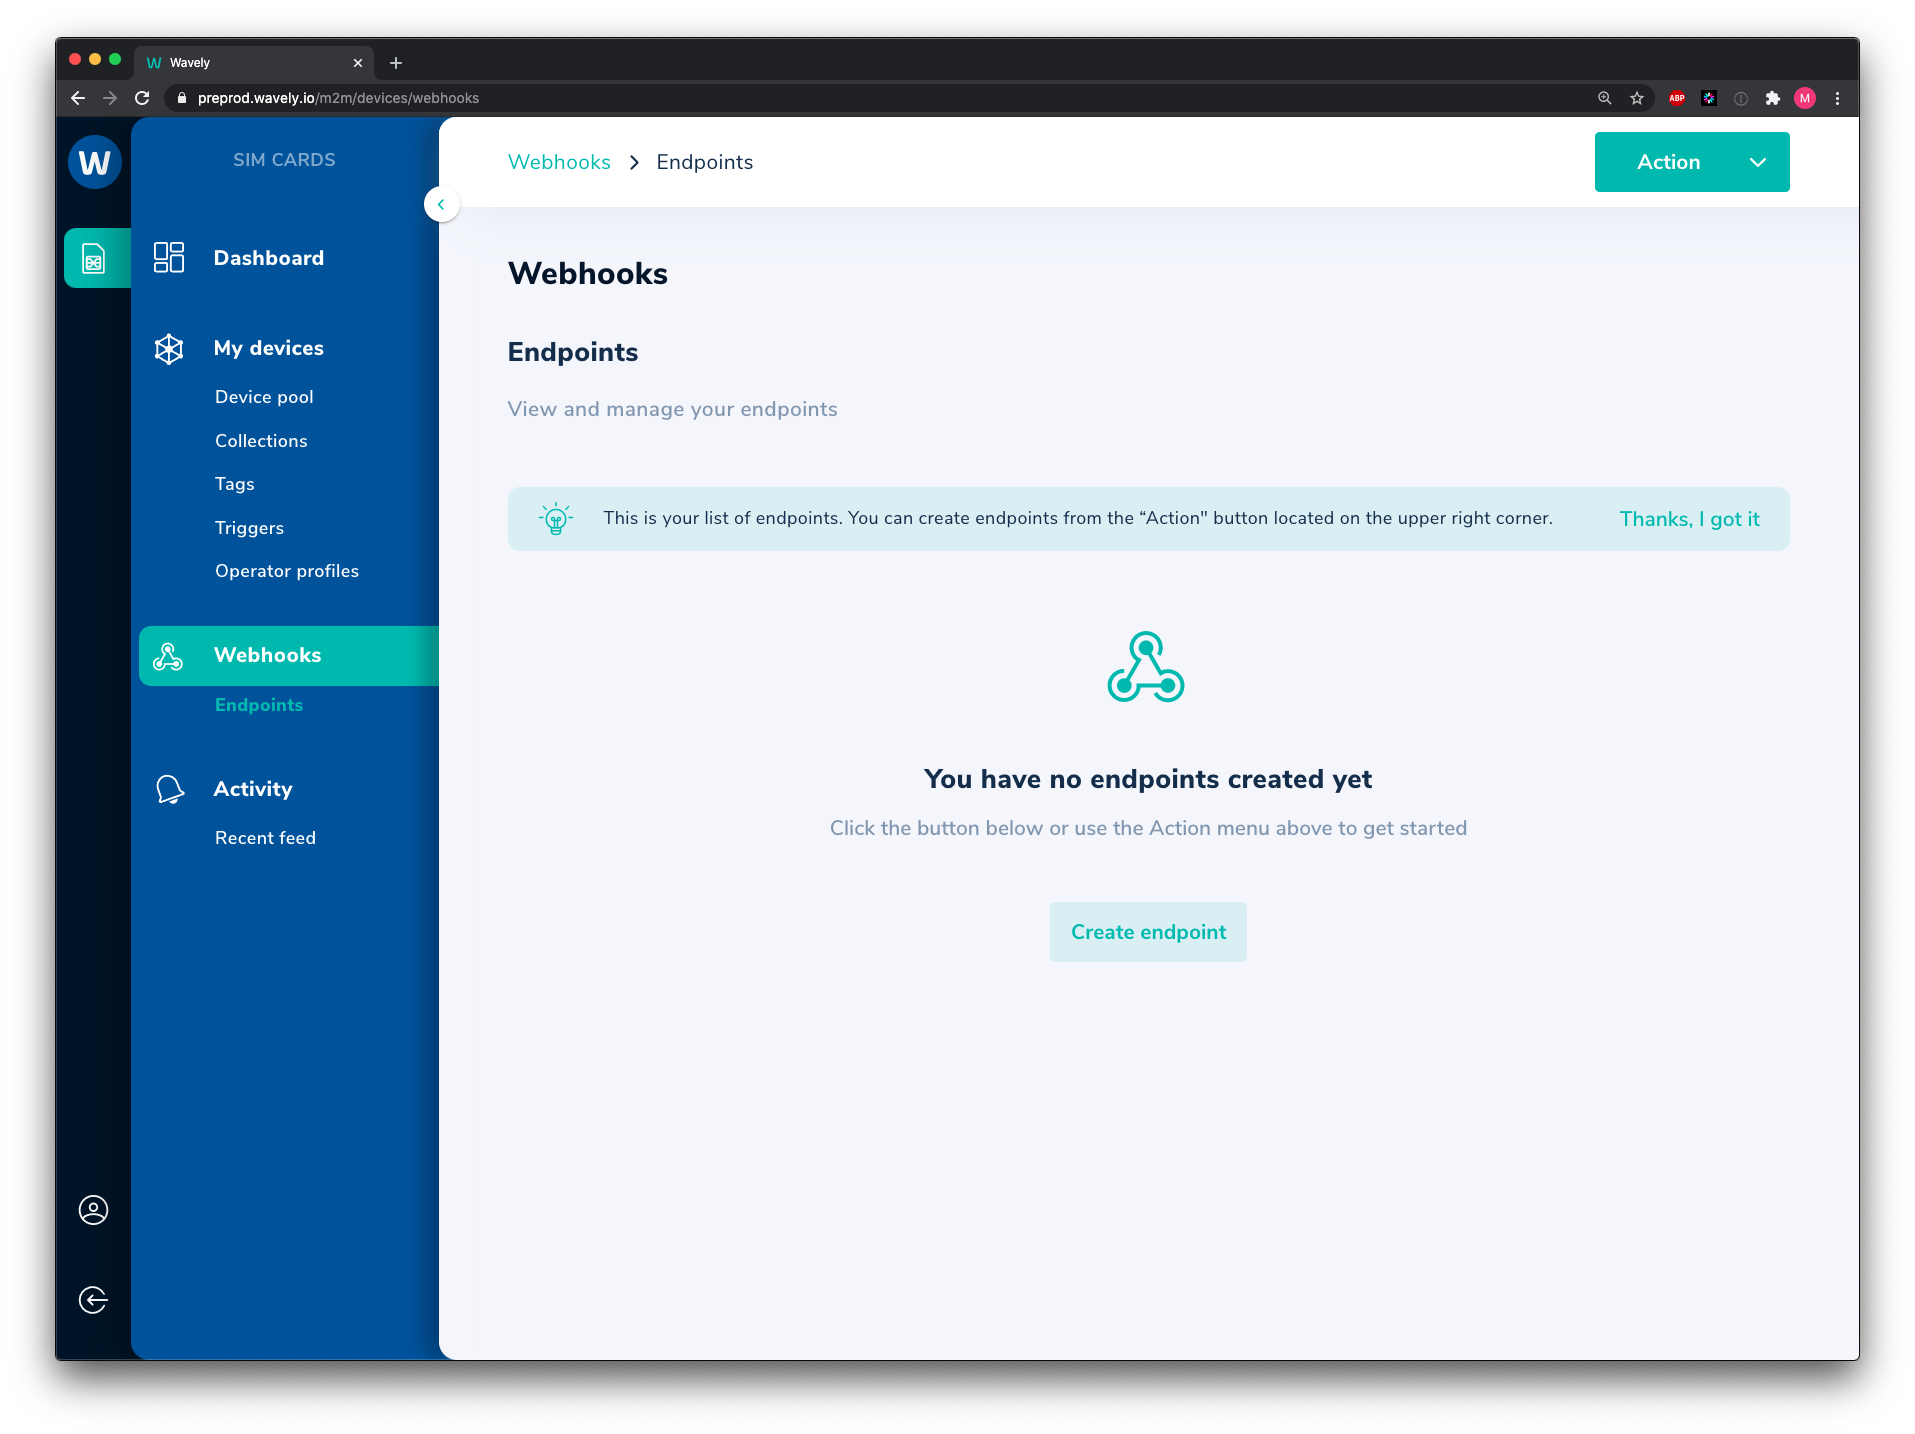 Wavely
preprod.wavely.io/m2m/devices/webhooks
ABP
M
W
SIM CARDS
Dashboard
My devices
Device pool
Collections
Tags
Triggers
Operator profiles
Webhooks
Endpoints
Activity
Recent feed
Webhooks > Endpoints
Action
Webhooks
Endpoints
View and manage your endpoints
This is your list of endpoints. You can create endpoints from the “Action" button located on the upper right corner.
Thanks, I got it
You have no endpoints created yet
Click the button below or use the Action menu above to get started
Create endpoint